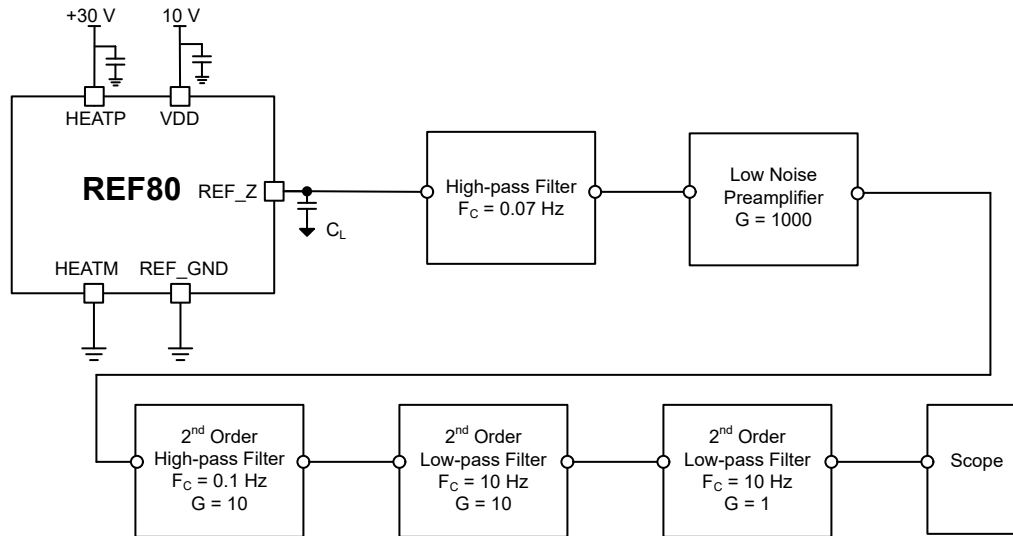 +30 V
10 V
HEATP
VDD
REF80
REF_Z
C_L
HEATM
REF_GND
High-pass Filter
F_C = 0.07 Hz
Low Noise
Preamplifier
G = 1000
2nd Order
High-pass Filter
F_C = 0.1 Hz
G = 10
2nd Order
Low-pass Filter
F_C = 10 Hz
G = 10
2nd Order
Low-pass Filter
F_C = 10 Hz
G = 1
Scope